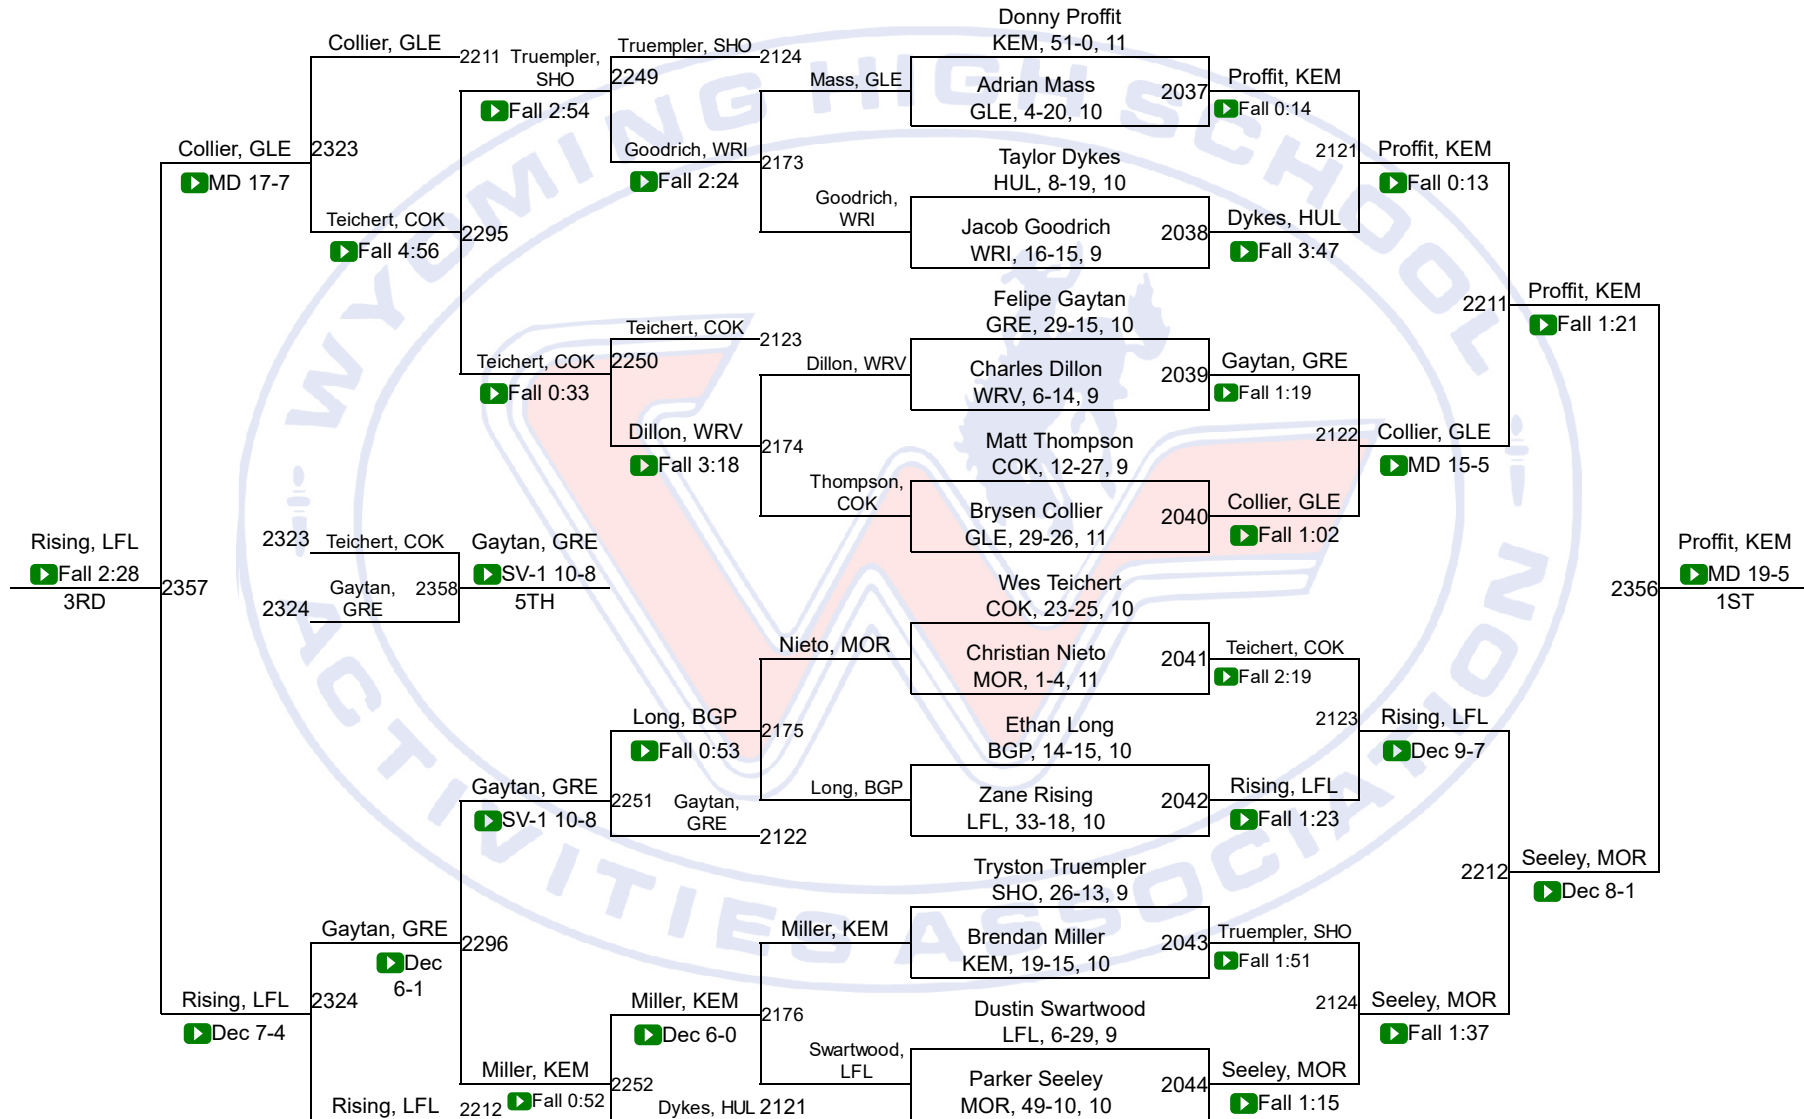 Donny Proffit
KEM, 51-0, 11
Collier, GLE
2211
Truempler,
SHO
Truempler, SHO
2124
2249
Mass, GLE
Adrian Mass
GLE, 4-20, 10
2037
Proffit, KEM
Fall 0:14
Fall 2:54
Collier, GLE
MD 17-7
2323
Goodrich, WRI
Fall 2:24
2173
Taylor Dykes
HUL, 8-19, 10
2121
Proffit, KEM
Fall 0:13
Goodrich,
WRI
Teichert, COK
Fall 4:56
2295
Jacob Goodrich
WRI, 16-15, 9
2038
Dykes, HUL
Fall 3:47
Felipe Gaytan
GRE, 29-15, 10
2211
Proffit, KEM
Fall 1:21
Teichert, COK
2123
Teichert, COK
Fall 0:33
2250
Dillon, WRV
Charles Dillon
WRV, 6-14, 9
2039
Gaytan, GRE
Fall 1:19
Dillon, WRV
Fall 3:18
2174
Matt Thompson
COK, 12-27, 9
2122
Collier, GLE
MD 15-5
Thompson,
COK
Brysen Collier
GLE, 29-26, 11
2040
Collier, GLE
Fall 1:02
Rising, LFL
Fall 2:28
3RD
2357
2323
Teichert, COK
Gaytan,
GRE
2324
2358
Gaytan, GRE
SV-1 10-8
5TH
Wes Teichert
COK, 23-25, 10
2356
Proffit, KEM
MD 19-5
1ST
Nieto, MOR
Christian Nieto
MOR, 1-4, 11
2041
Teichert, COK
Fall 2:19
Long, BGP
Fall 0:53
2175
Ethan Long
BGP, 14-15, 10
2123
Rising, LFL
Dec 9-7
Gaytan, GRE
SV-1 10-8
2251
Gaytan,
GRE
2122
Long, BGP
Zane Rising
LFL, 33-18, 10
2042
Rising, LFL
Fall 1:23
Tryston Truempler
SHO, 26-13, 9
2212
Seeley, MOR
Dec 8-1
Gaytan, GRE
Dec
6-1
2296
Miller, KEM
Brendan Miller
KEM, 19-15, 10
2043
Truempler, SHO
Fall 1:51
Rising, LFL
Dec 7-4
2324
Miller, KEM
Dec 6-0
2176
Dustin Swartwood
LFL, 6-29, 9
2124
Seeley, MOR
Fall 1:37
Swartwood,
LFL
Miller, KEM
Fall 0:52
2252
Parker Seeley
MOR, 49-10, 10
2044
Seeley, MOR
Fall 1:15
Rising, LFL
2212
Dykes, HUL
2121
WYOMING HIGH SCHOOL
ACTIVITIES ASSOCIATION